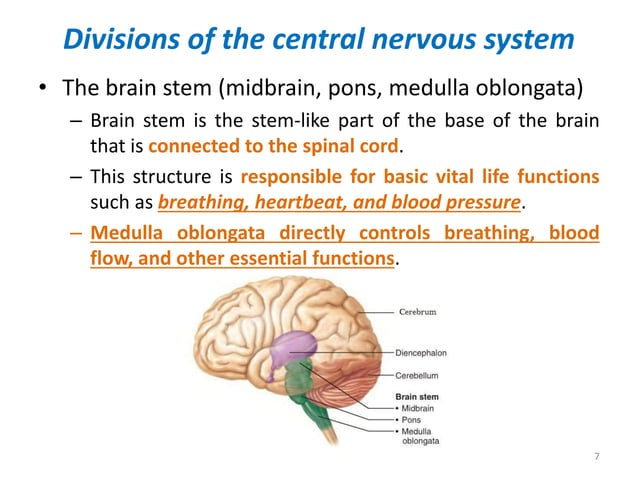 Divisions of the central nervous system
• The brain stem (midbrain, pons, medulla oblongata)
– Brain stem is the stem-like part of the base of the brain
that is connected to the spinal cord.
– This structure is responsible for basic vital life functions
such as breathing, heartbeat, and blood pressure.
– Medulla oblongata directly controls breathing, blood
flow, and other essential functions.
Cerebrum
Diencephalon
Cerebellum
Brain stem
• Midbrain
• Pons
• Medulla
oblongata
7